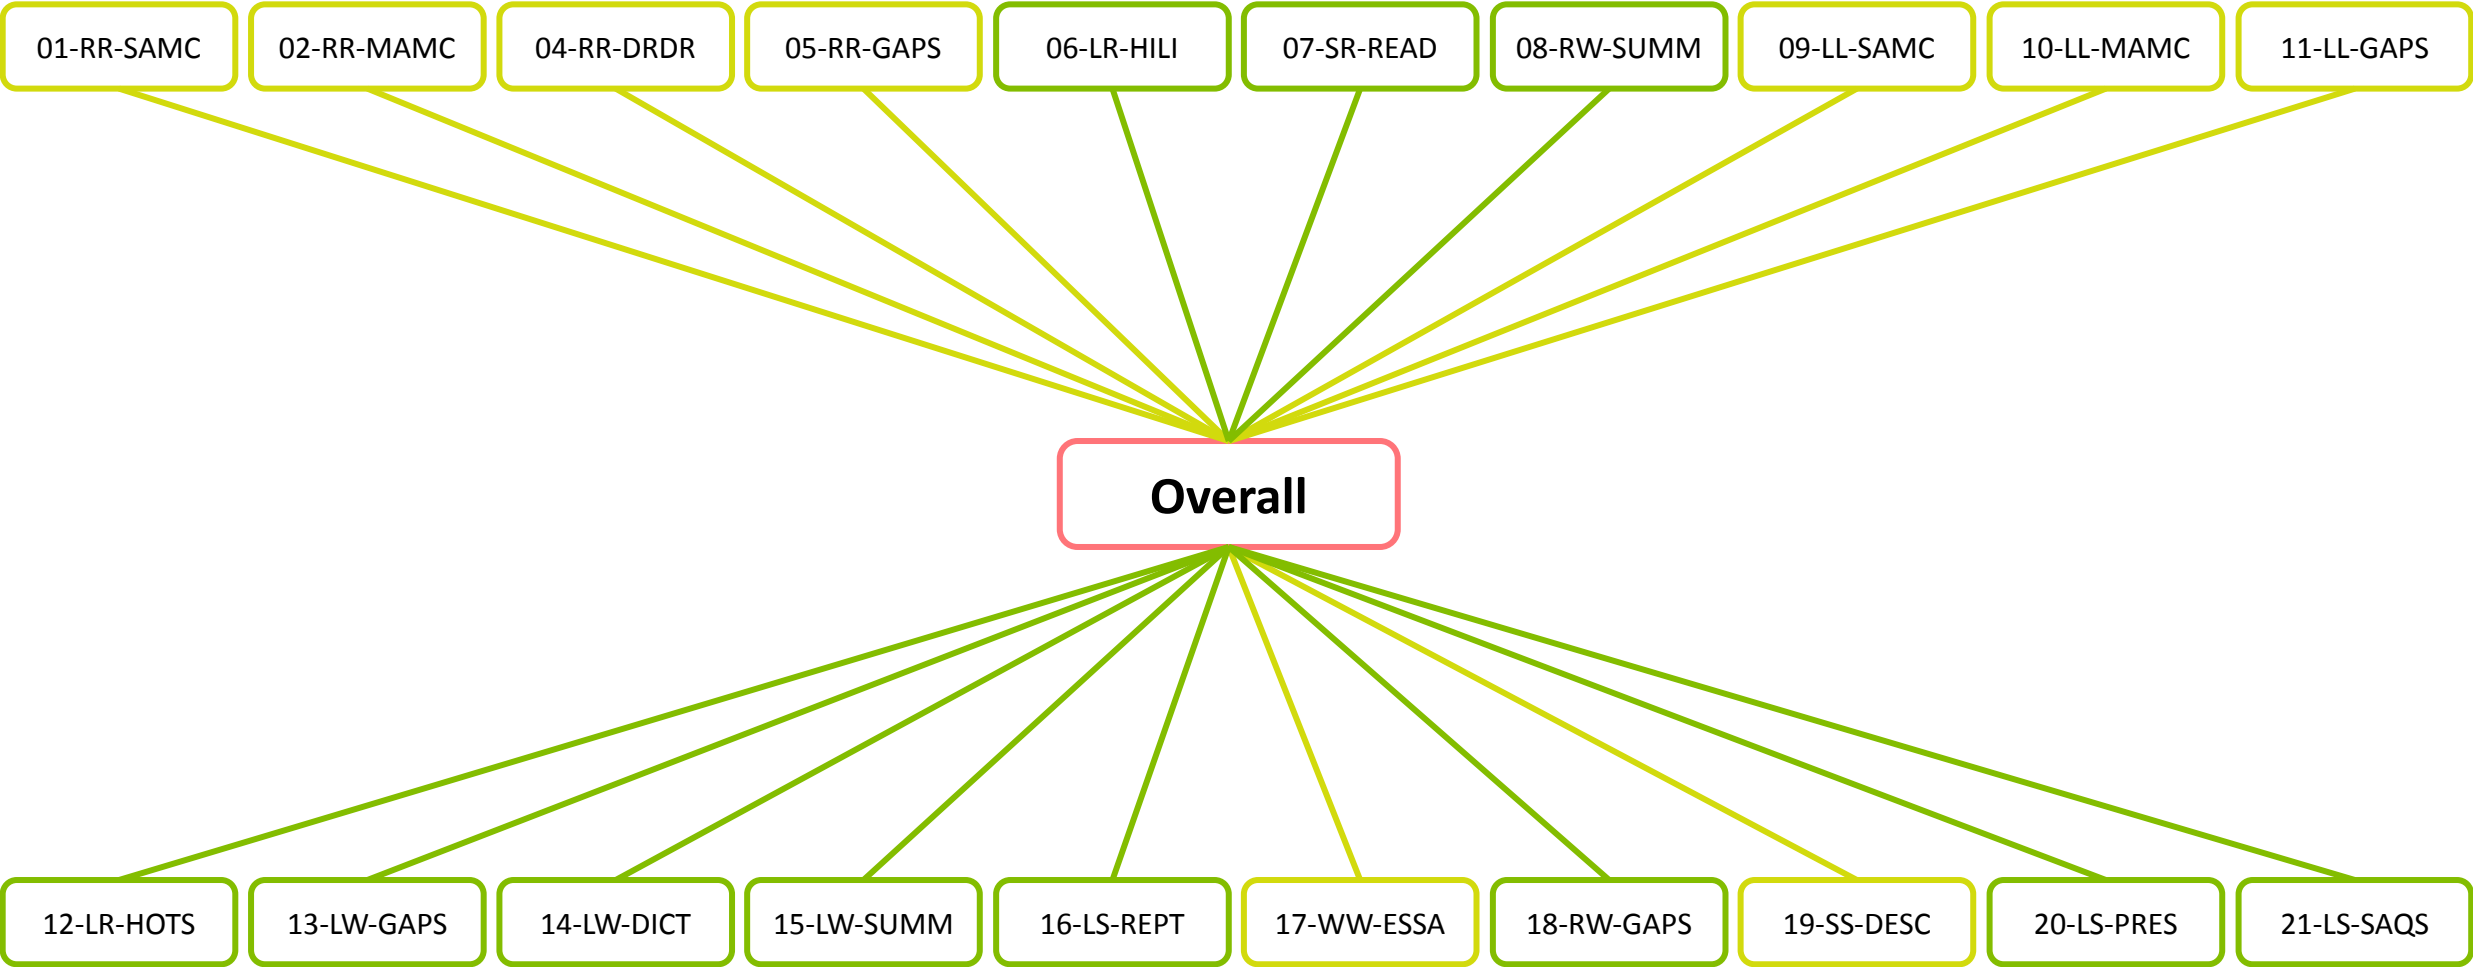 01-RR-SAMC
02-RR-MAMC
04-RR-DRDR
05-RR-GAPS
06-LR-HILI
07-SR-READ
08-RW-SUMM
09-LL-SAMC
10-LL-MAMC
11-LL-GAPS
Overall
12-LR-HOTS
13-LW-GAPS
14-LW-DICT
15-LW-SUMM
16-LS-REPT
17-WW-ESSA
18-RW-GAPS
19-SS-DESC
20-LS-PRES
21-LS-SAQS